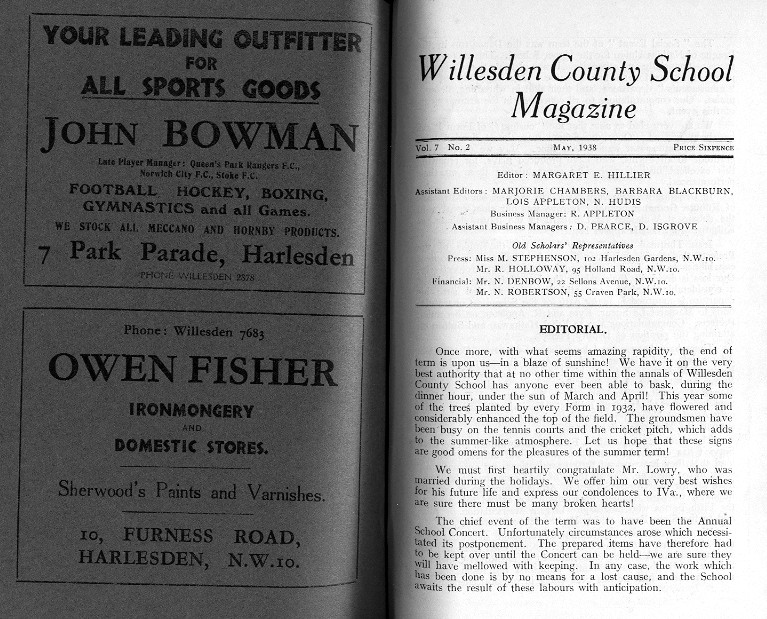 YOUR LEADING OUTFITTER
FOR
ALL SPORTS GOODS
JOHN BOWMAN
Late Player Manager: Queen's Park Rangers F.C.,
Norwich City F.C., Stoke F.C.
FOOTBALL, HOCKEY, BOXING,
GYMNASTICS and all Games.
WE STOCK ALL MECCANO AND HORNBY PRODUCTS.
7 Park Parade, Harlesden
PHONE WILLESDEN 2878
Phone: Willesden 7683
OWEN FISHER
IRONMONGERY
AND
DOMESTIC STORES.
Sherwood's Paints and Varnishes.
10, FURNESS ROAD,
HARLESDEN, N.W.10.
Willesden County School
Magazine
Vol. 7 No. 2 MAY, 1938 PRICE SIXPENCE
Editor: MARGARET E. HILLIER
Assistant Editors: MARJORIE CHAMBERS, BARBARA BLACKBURN,
LOIS APPLETON, N. HUDIS
Business Manager: R. APPLETON
Assistant Business Managers: D. PEARCE, D. ISGROVE
Old Scholars' Representatives
Press: Miss M. STEPHENSON, 102 Harlesden Gardens, N.W.10.
Mr. R. HOLLOWAY, 95 Holland Road, N.W.10.
Financial: Mr. N. DENBOW, 22 Sellons Avenue, N.W.10.
Mr. N. ROBERTSON, 55 Craven Park, N.W.10.
EDITORIAL.
Once more, with what seems amazing rapidity, the end of
term is upon us—in a blaze of sunshine! We have it on the very
best authority that at no other time within the annals of Willesden
County School has anyone ever been able to bask, during the
dinner hour, under the sun of March and April! This year some
of the trees planted by every Form in 1932, have flowered and
considerably enhanced the top of the field. The groundsmen have
been busy on the tennis courts and the cricket pitch, which adds
to the summer-like atmosphere. Let us hope that these signs
are good omens for the pleasures of the summer term!
We must first heartily congratulate Mr. Lowry, who was
married during the holidays. We offer him our very best wishes
for his future life and express our condolences to IVa., where we
are sure there must be many broken hearts!
The chief event of the term was to have been the Annual
School Concert. Unfortunately circumstances arose which necessi-
tated its postponement. The prepared items have therefore had
to be kept over until the Concert can be held—we are sure they
will have mellowed with keeping. In any case, the work which
has been done is by no means for a lost cause, and the School
awaits the result of these labours with anticipation.